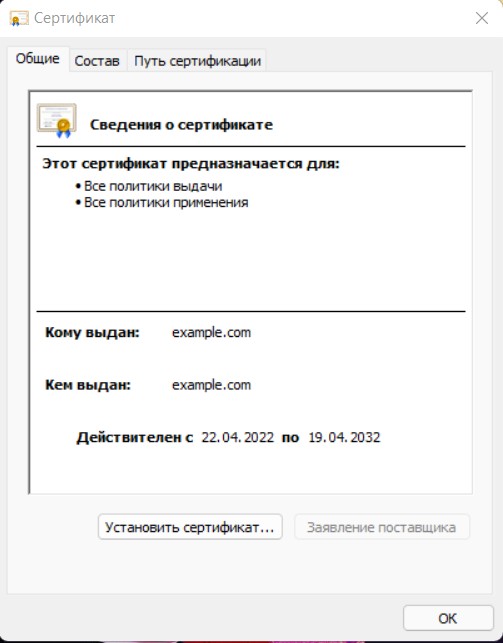 Сертификат
Общие Состав Путь сертификации
Сведения о сертификате
Этот сертификат предназначается для:
• Все политики выдачи
• Все политики применения
Кому выдан: example.com
Кем выдан: example.com
Действителен с 22.04.2022 по 19.04.2032
Установить сертификат... Заявление поставщика
ОК